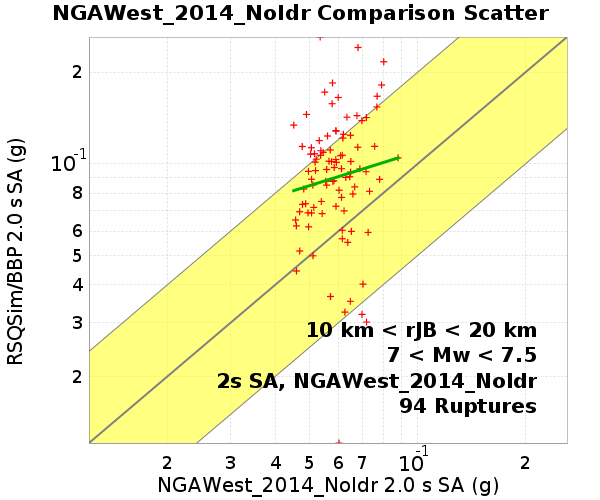 NGAWest_2014_NoIdr Comparison Scatter
2
10-1
8
6
5
4
3
2
RSQSim/BBP 2.0 s SA (g)
10 km < rJB < 20 km
7 < Mw < 7.5
2s SA, NGAWest_2014_NoIdr
94 Ruptures
2 3 4 5 6 7 10-1 2
NGAWest_2014_NoIdr 2.0 s SA (g)